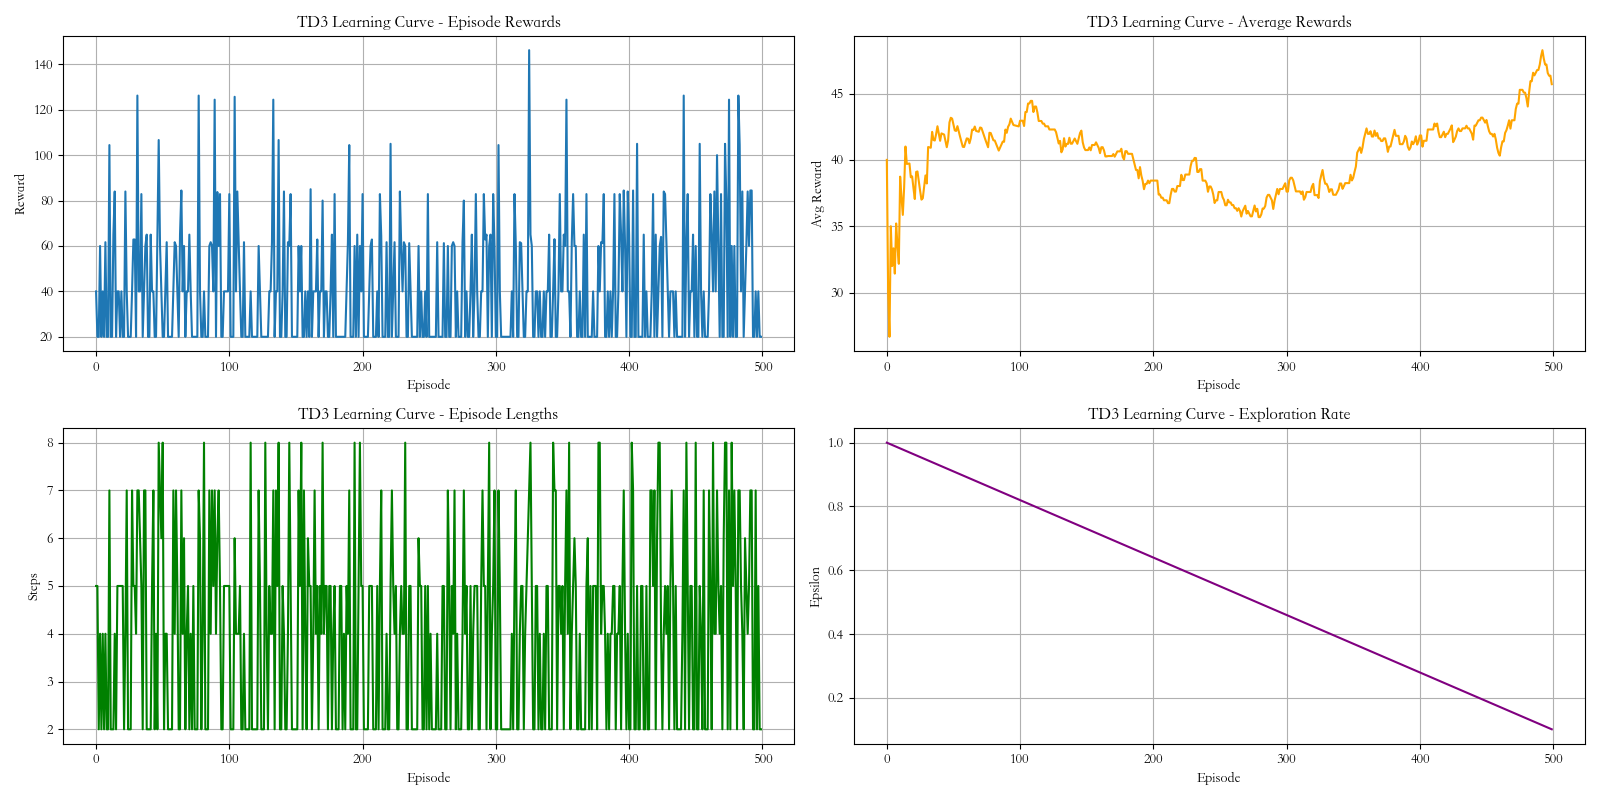 TD3 Learning Curve - Episode Rewards
Reward
140
120
100
80
60
40
20
0 100 200 300 400 500
Episode
TD3 Learning Curve - Average Rewards
Avg Reward
45
40
35
30
0 100 200 300 400 500
Episode
TD3 Learning Curve - Episode Lengths
Steps
8
7
6
5
4
3
2
0 100 200 300 400 500
Episode
TD3 Learning Curve - Exploration Rate
Epsilon
1.0
0.8
0.6
0.4
0.2
0 100 200 300 400 500
Episode